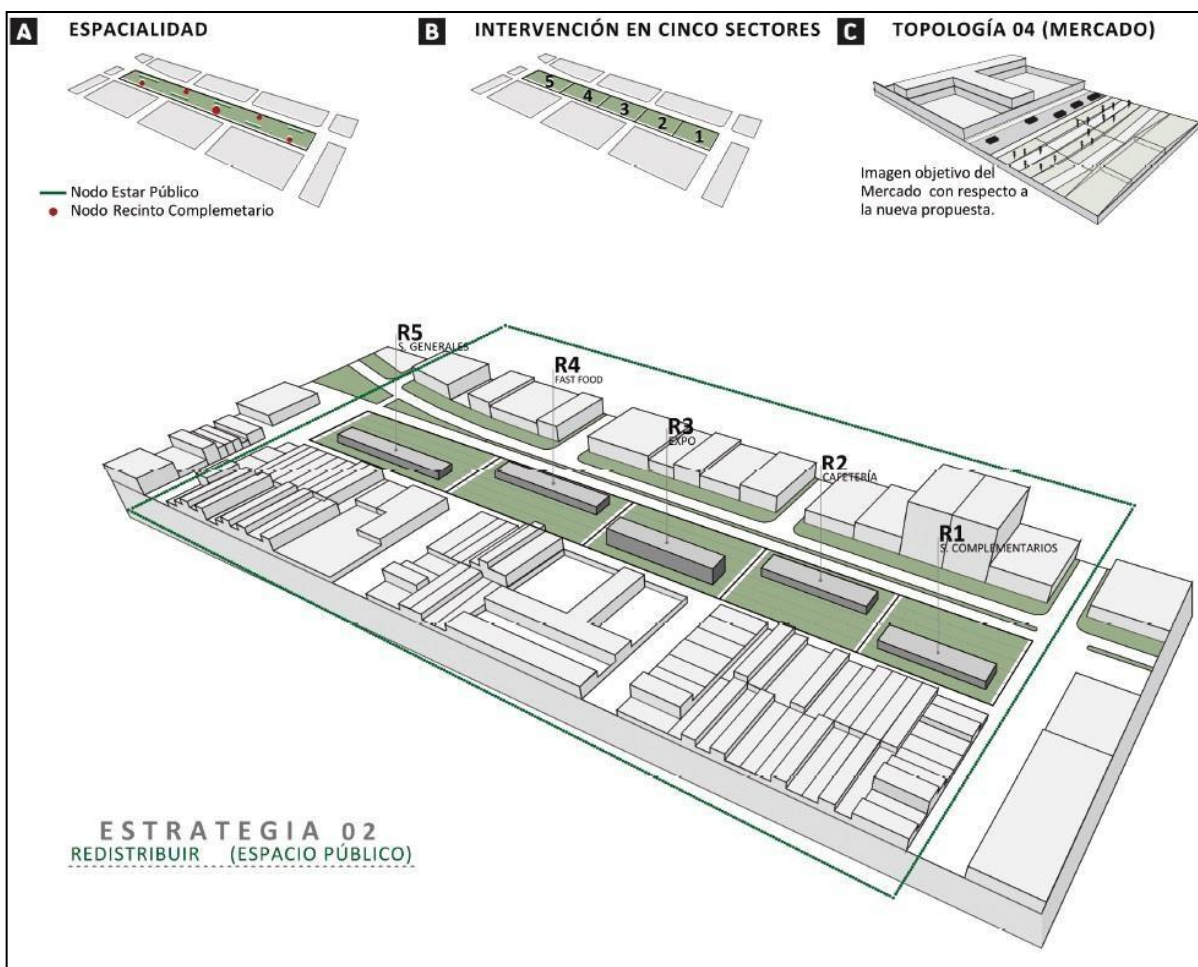 A ESPACIALIDAD
Nodo Estar Público
Nodo Recinto Complemetario
B INTERVENCIÓN EN CINCO SECTORES
5
4
3
2
1
C TOPOLOGÍA 04 (MERCADO)
Imagen objetivo del
Mercado con respecto a
la nueva propuesta.
R5
S. GENERALES
R4
FAST FOOD
R3
EXPO
R2
CAFETERÍA
R1
S. COMPLEMENTARIOS
ESTRATEGIA 02
REDISTRIBUIR (ESPACIO PÚBLICO)